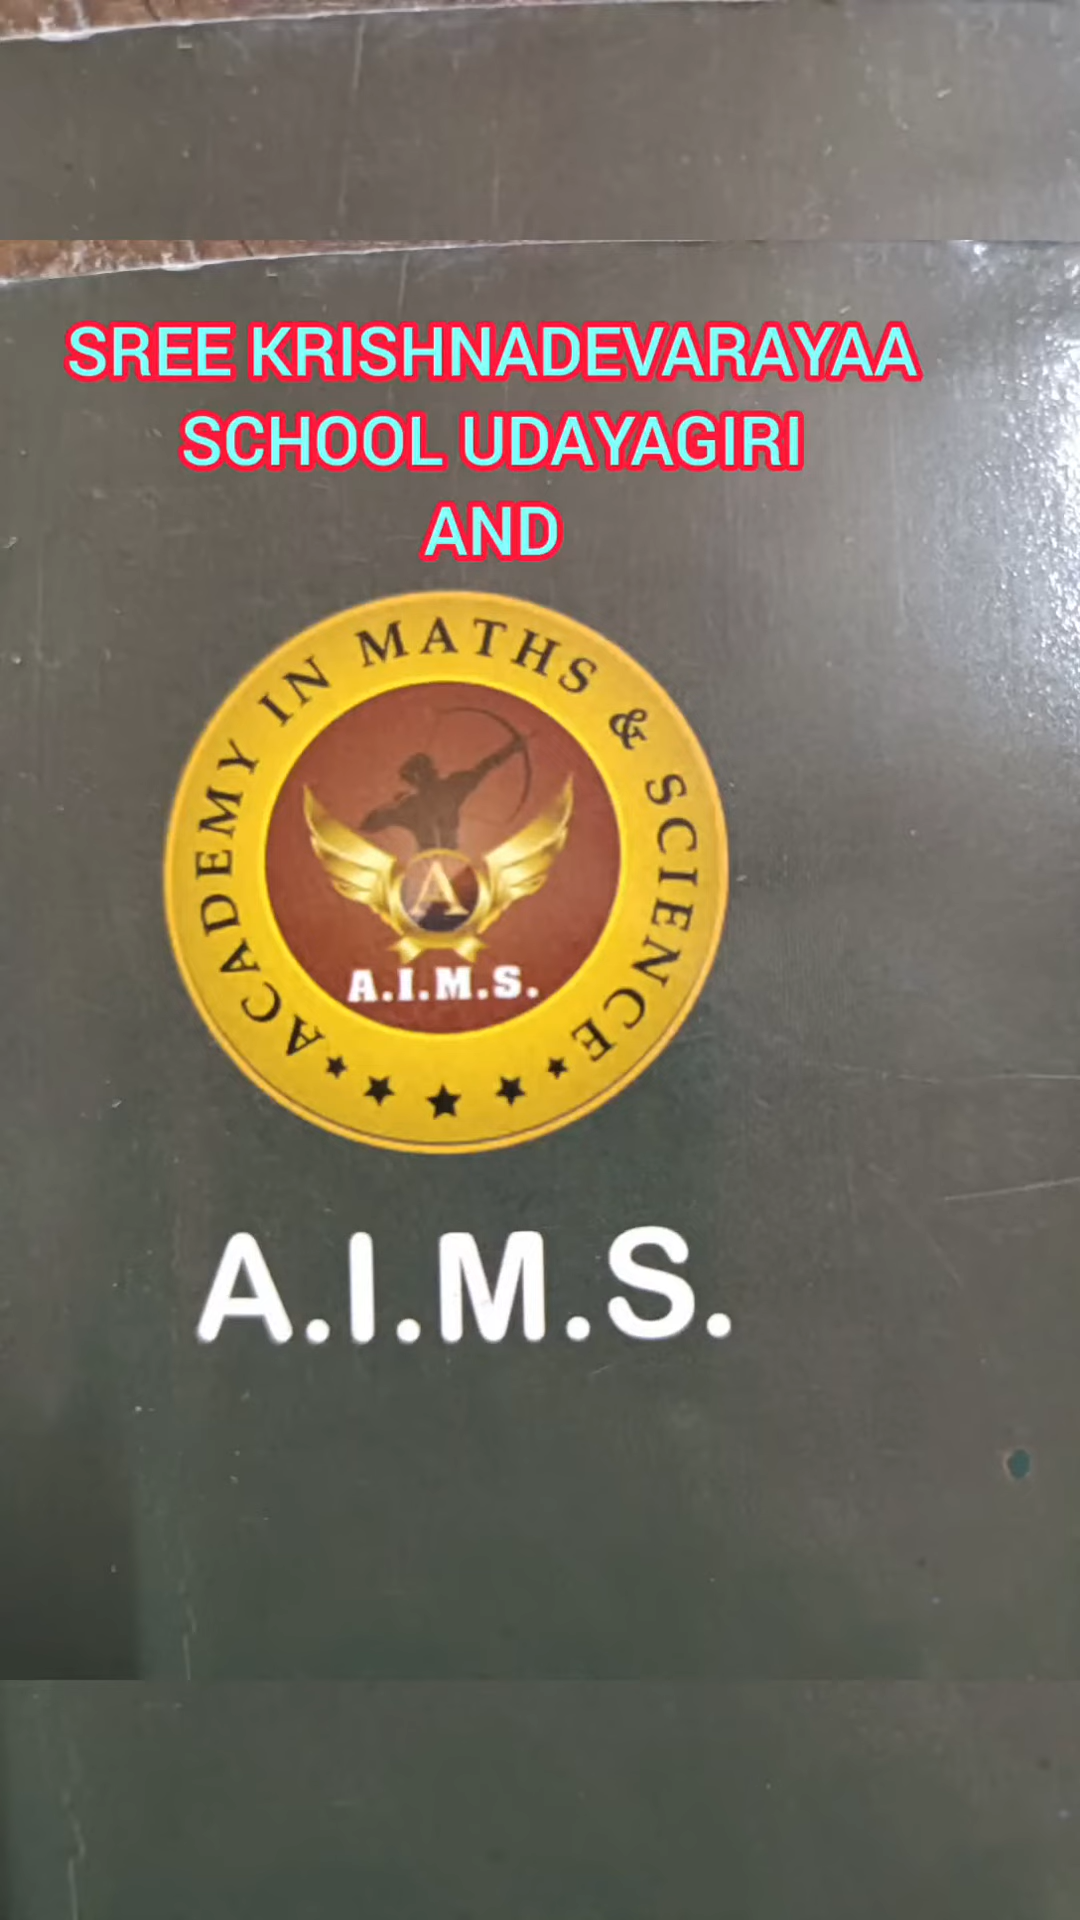 SREE KRISHNADEVARAYAA
SCHOOL UDAYAGIRI
AND
ACADEMY IN MATHS & SCIENCE
A
A.I.M.S.
A.I.M.S.